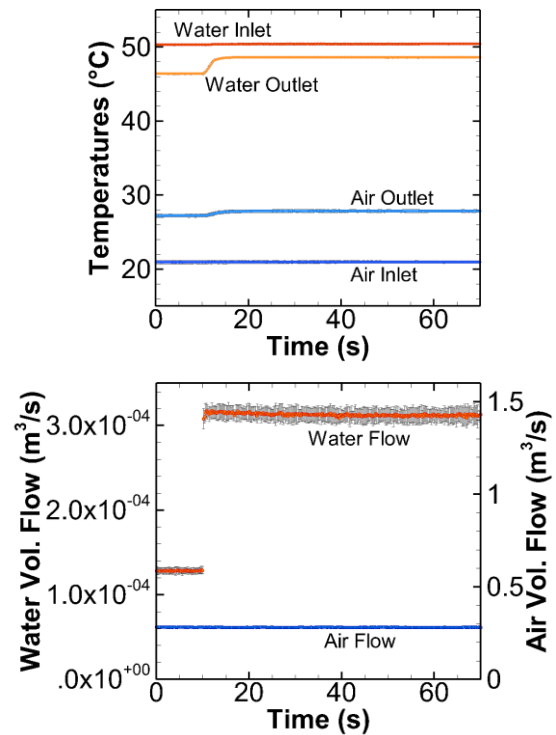 Water Inlet
Water Outlet
Air Outlet
Air Inlet
50
40
30
20
Temperatures (°C)
0 20 40 60
Time (s)
3.0x10⁻⁰⁴
2.0x10⁻⁰⁴
1.0x10⁻⁰⁴
.0x10⁺⁰⁰
Water Vol. Flow (m³/s)
Water Flow
Air Flow
1.5
1
0.5
0
Air Vol. Flow (m³/s)
0 20 40 60
Time (s)